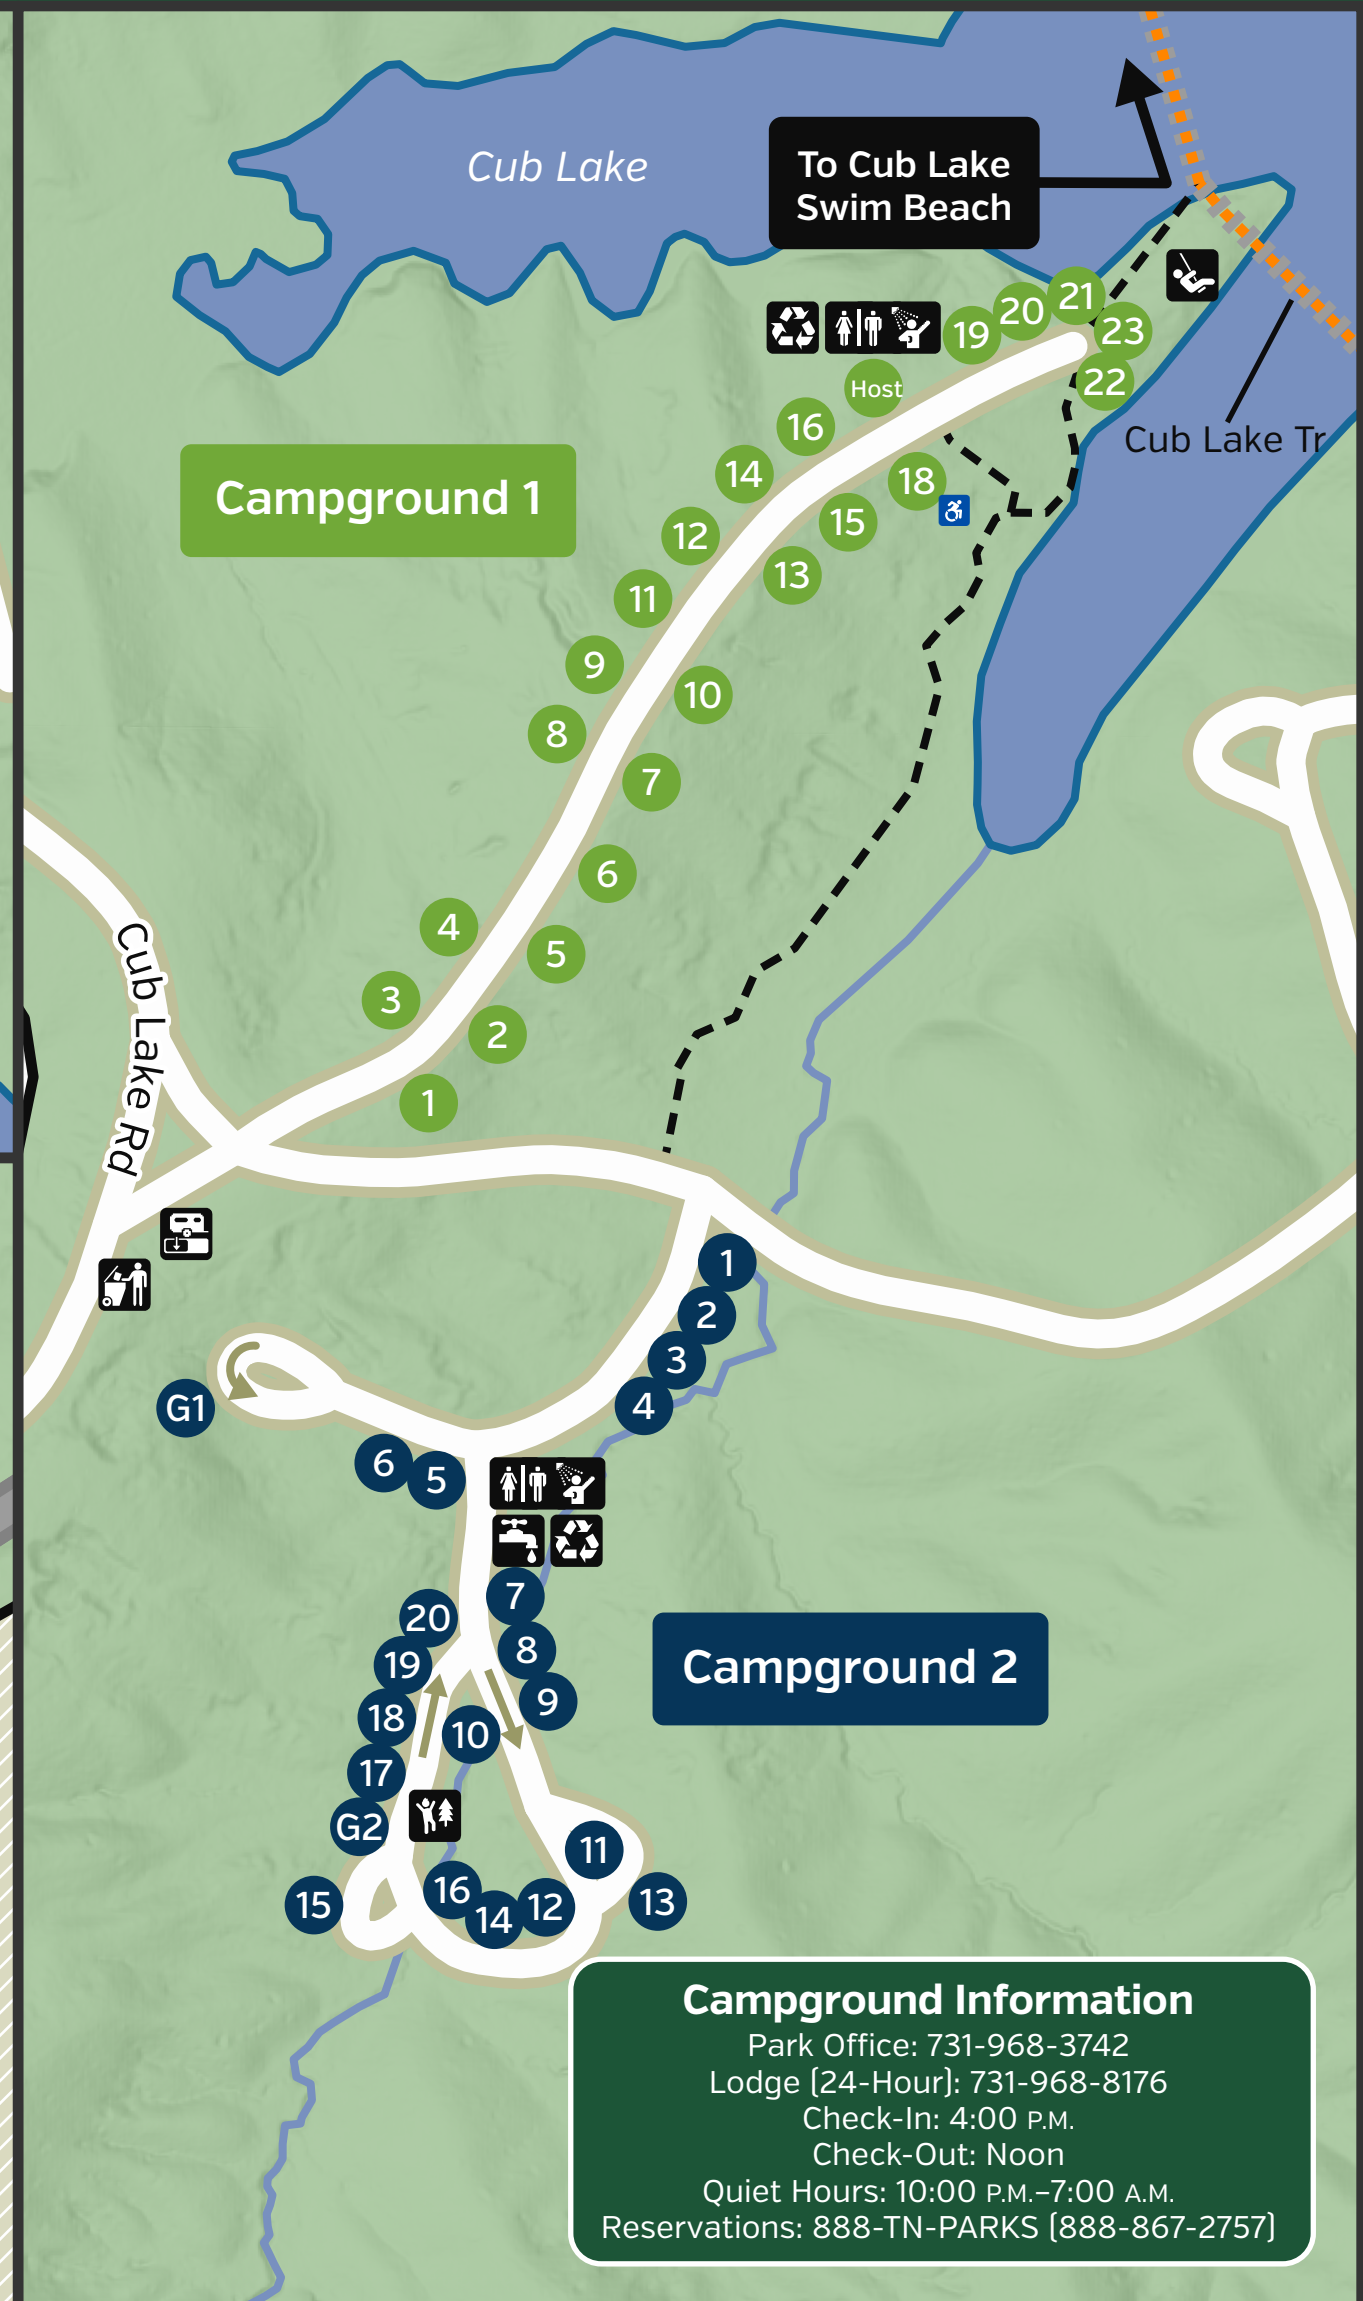 Cub Lake
To Cub Lake
Swim Beach
21
20
23
19
22
Host
Cub Lake Tr
16
14
18
Campground 1
15
12
13
11
9
10
8
7
6
4
5
3
2
1
Cub Lake Rd
1
2
3
4
G1
6
5
7
20
8
19
9
18
10
17
G2
11
16
13
15
12
14
Campground 2
Campground Information
Park Office: 731-968-3742
Lodge (24-Hour): 731-968-8176
Check-In: 4:00 P.M.
Check-Out: Noon
Quiet Hours: 10:00 P.M.–7:00 A.M.
Reservations: 888-TN-PARKS (888-867-2757)